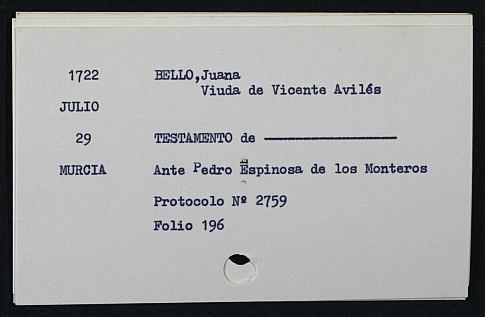 1722 BELLO,Juana
Viuda de Vicente Avilés
JULIO
29 TESTAMENTO de --------------------
MURCIA Ante Pedro Espinosa de los Monteros
Protocolo Nº 2759
Folio 196